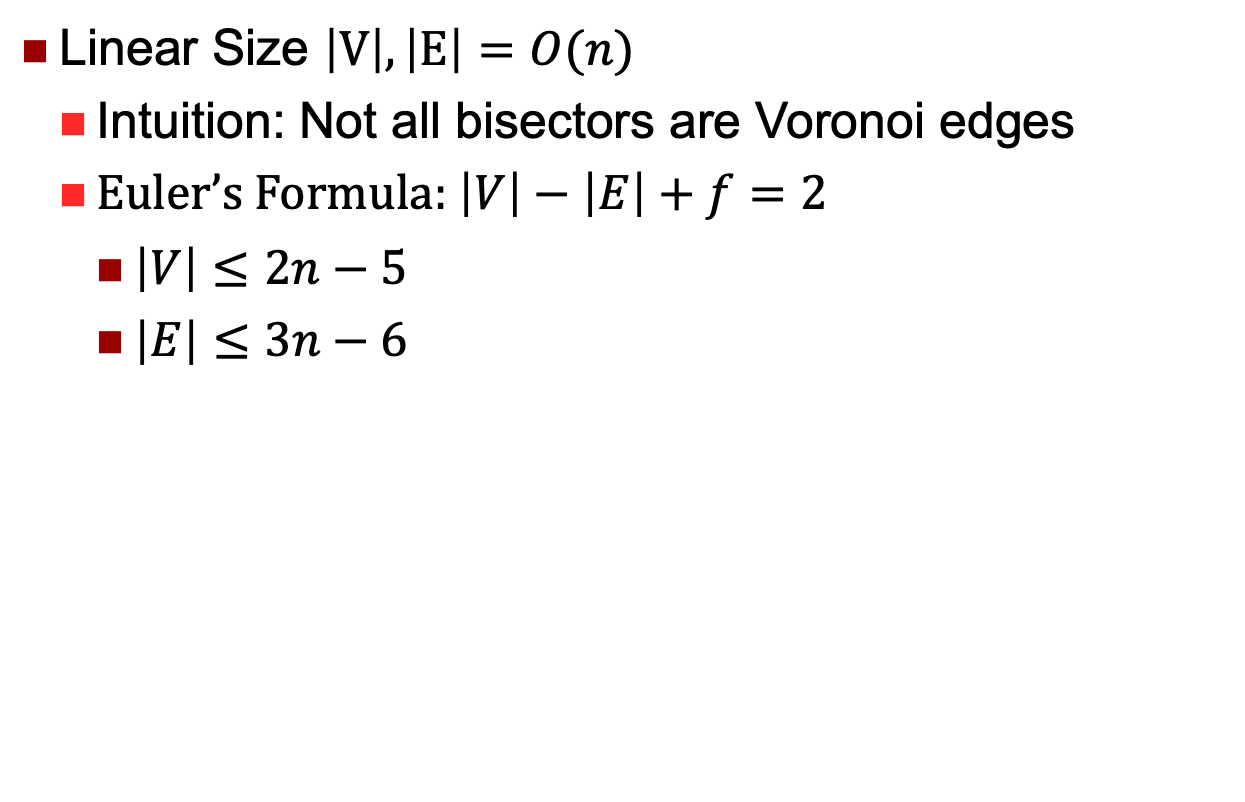 Linear Size |V|, |E| = O(n)
Intuition: Not all bisectors are Voronoi edges
Euler’s Formula: |V| − |E| + f = 2
|V| ≤ 2n − 5
|E| ≤ 3n − 6